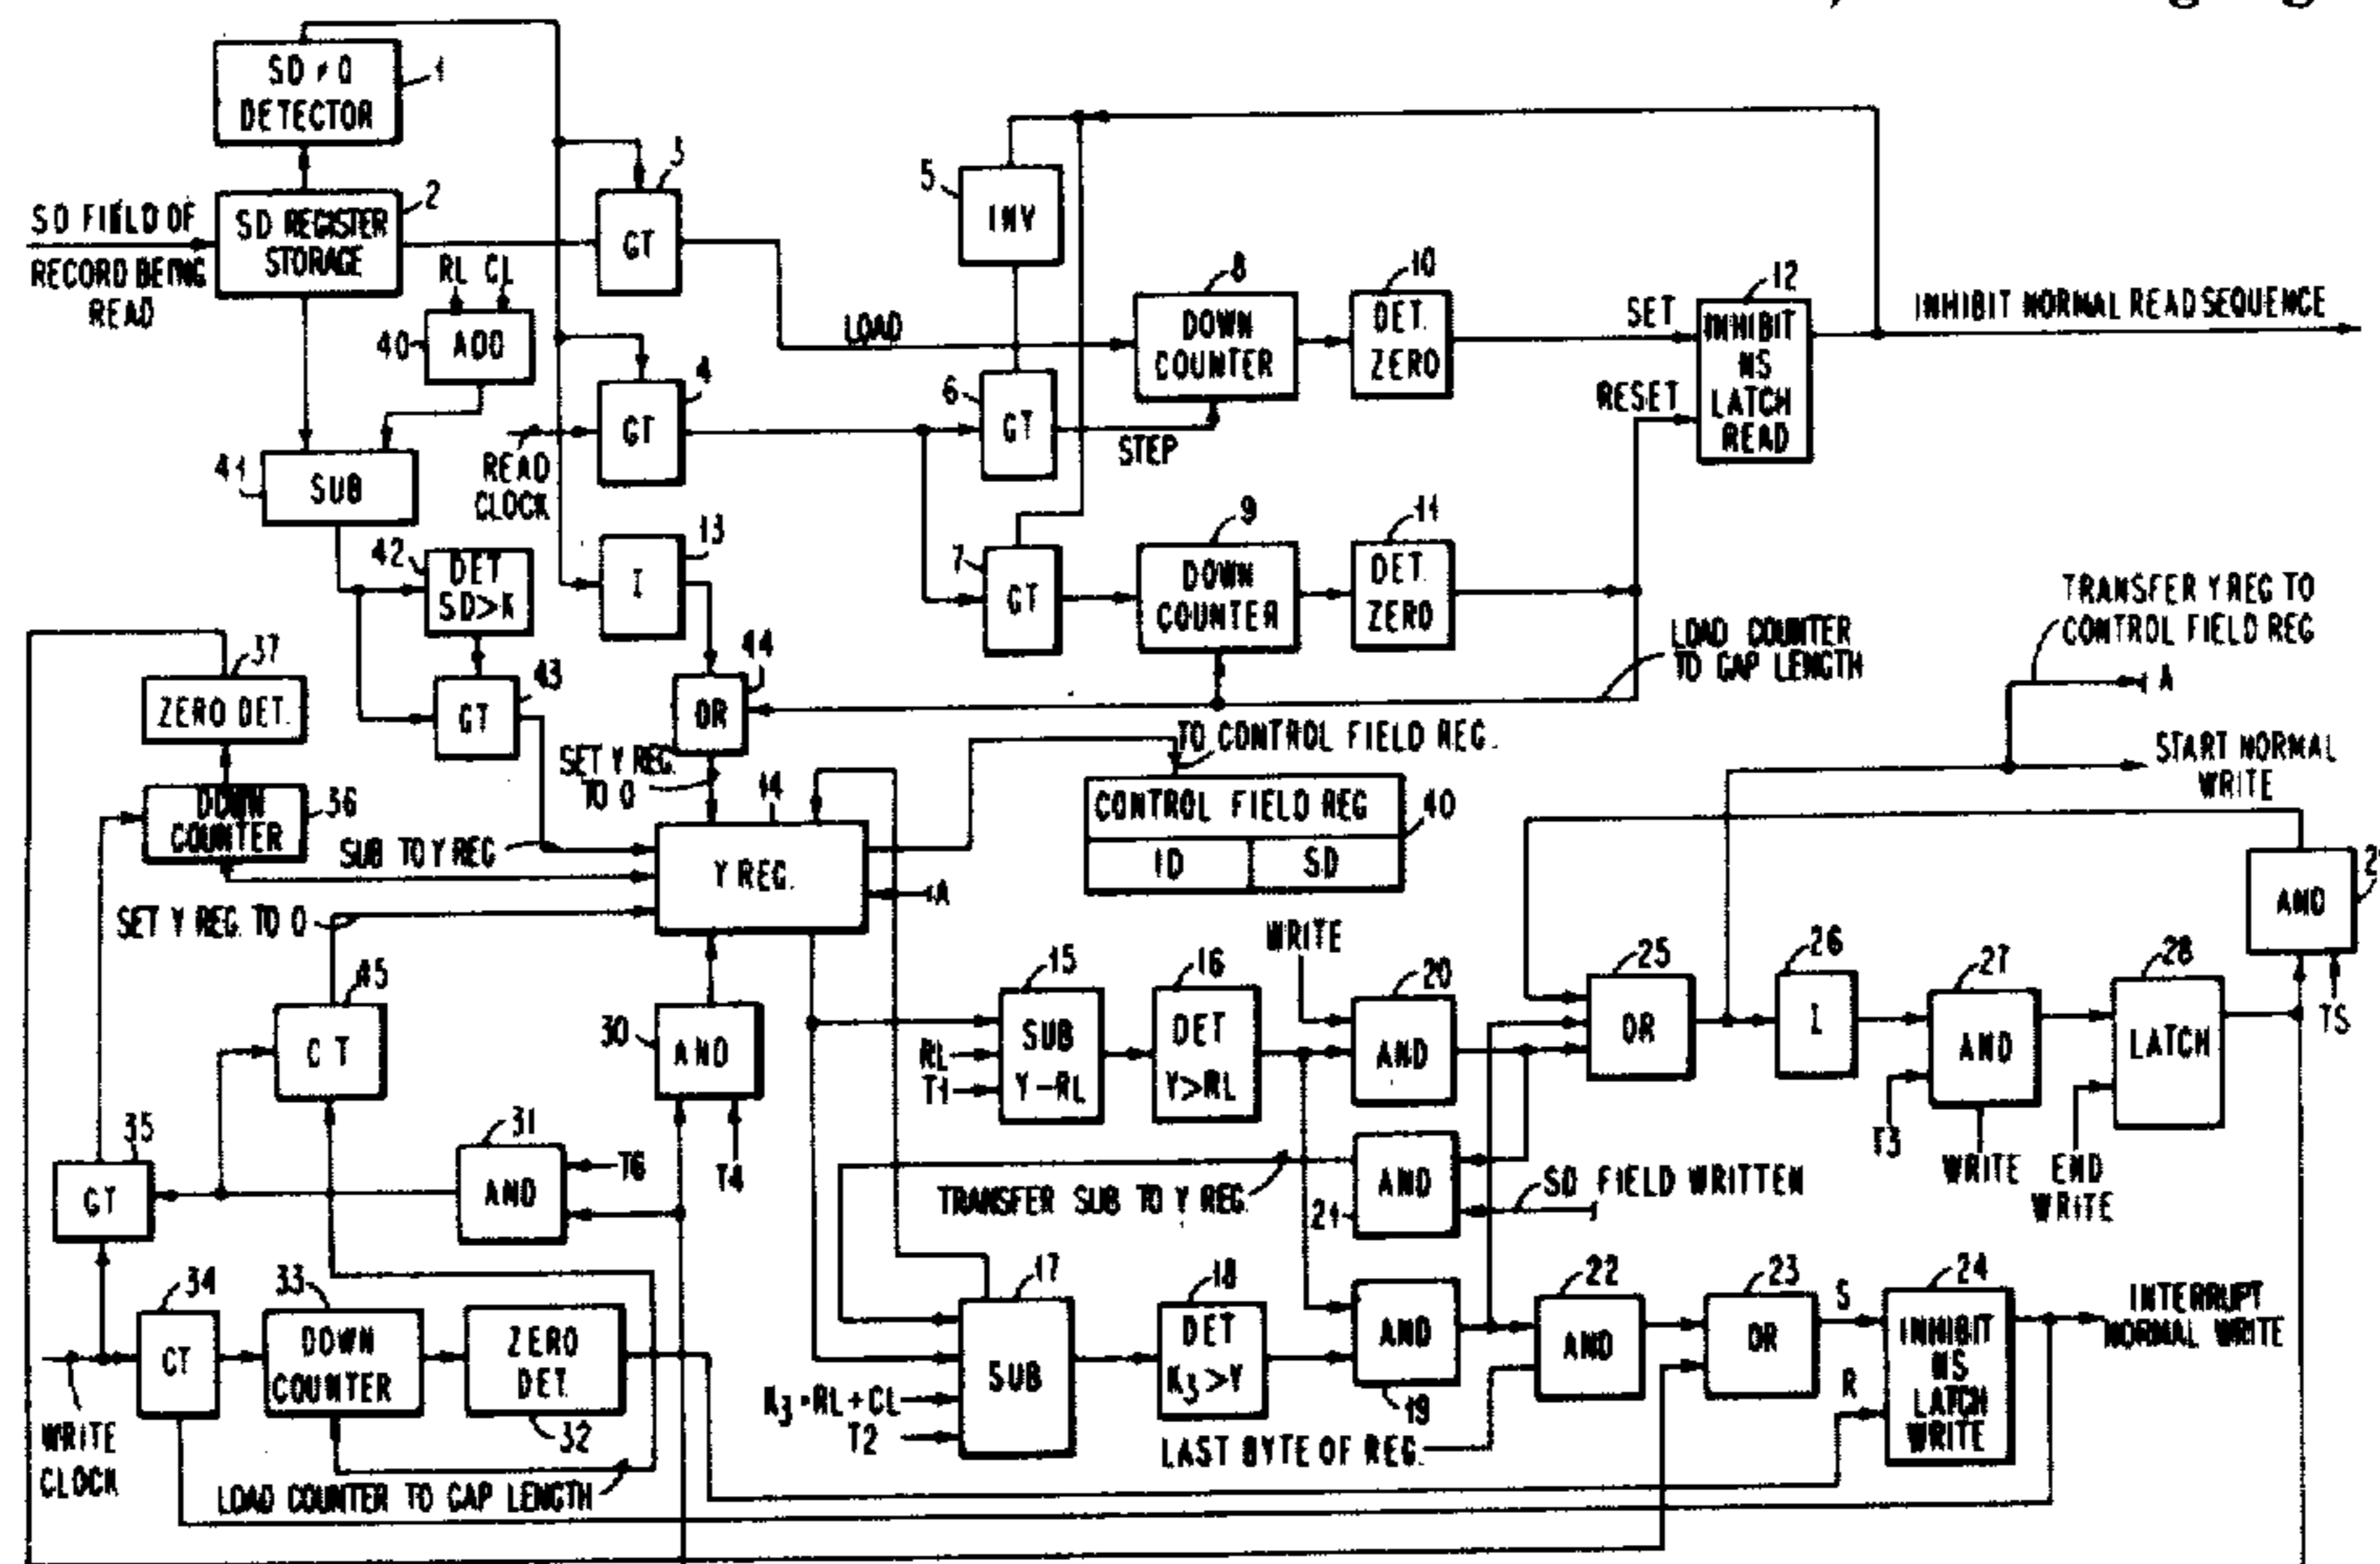 SD ≠ 0
DETECTOR
1
SD FIELD OF
RECORD BEING
READ
SD REGISTER
STORAGE
2
RL CL
ADD
40
SUB
41
3
GT
4
GT
READ
CLOCK
13
I
5
INV
LOAD
6
GT
STEP
7
GT
8
DOWN
COUNTER
9
DOWN
COUNTER
10
DET.
ZERO
11
DET.
ZERO
SET
RESET
12
INHIBIT
NS
LATCH
READ
INHIBIT NORMAL READ SEQUENCE
42
DET
SD>K
43
GT
44
OR
LOAD COUNTER
TO GAP LENGTH
TRANSFER Y REG TO
CONTROL FIELD REG
A
START NORMAL
WRITE
37
ZERO DET.
36
DOWN
COUNTER
SUB TO Y REG
SET Y REG.
TO 0
14
Y REG.
TO CONTROL FIELD REG.
CONTROL FIELD REG
ID
SD
40
A
SET Y REG. TO 0
45
30
AND
T4
35
GT
31
AND
T6
15
SUB
Y-RL
RL
T1
16
DET
Y>RL
WRITE
20
AND
25
OR
26
I
27
AND
T3
WRITE
28
LATCH
END
WRITE
AND
TS
TRANSFER SUB TO Y REG.
AND
21
SD FIELD WRITTEN
34
33
DOWN
COUNTER
ZERO
DET.
32
WRITE
CLOCK
LOAD COUNTER TO GAP LENGTH
17
SUB
K3=RL+CL
T2
18
DET
K3>Y
AND
19
LAST BYTE OF REG.
22
AND
23
OR
S
R
24
INHIBIT
NS
LATCH
WRITE
INTERRUPT
NORMAL WRITE